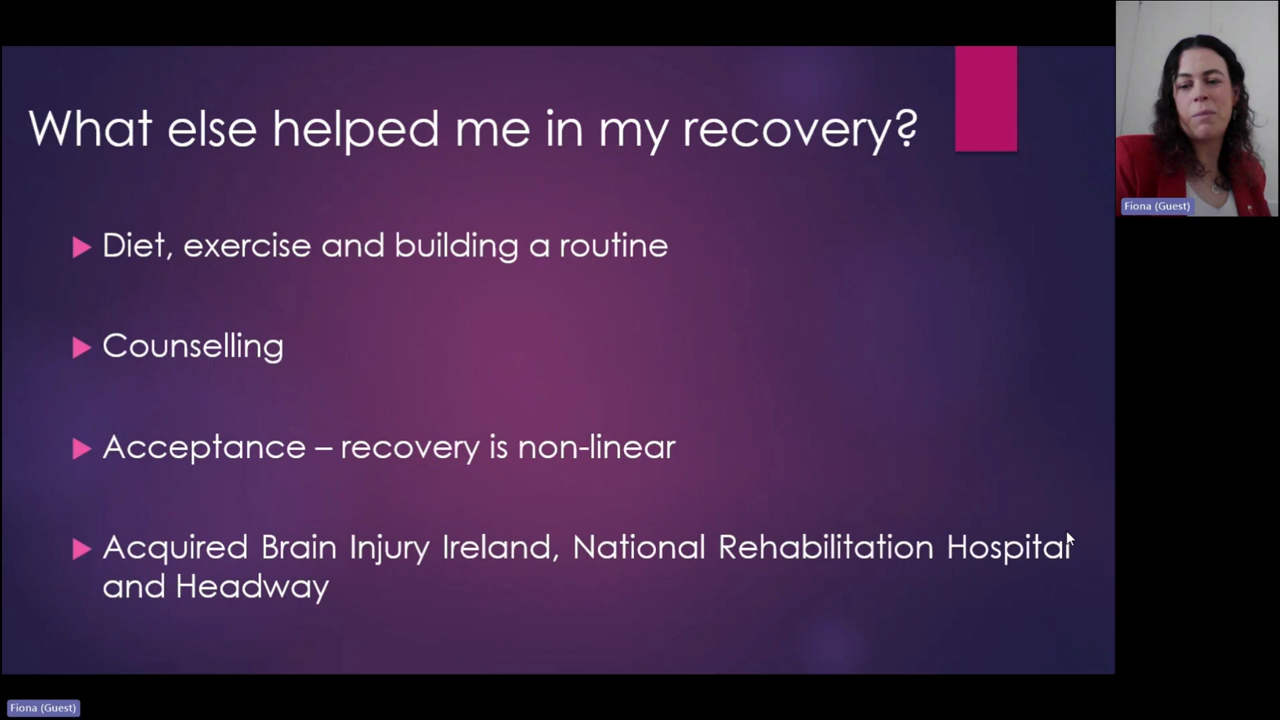 What else helped me in my recovery?
Diet, exercise and building a routine
Counselling
Acceptance – recovery is non-linear
Acquired Brain Injury Ireland, National Rehabilitation Hospital
and Headway
Fiona (Guest)
Fiona (Guest)